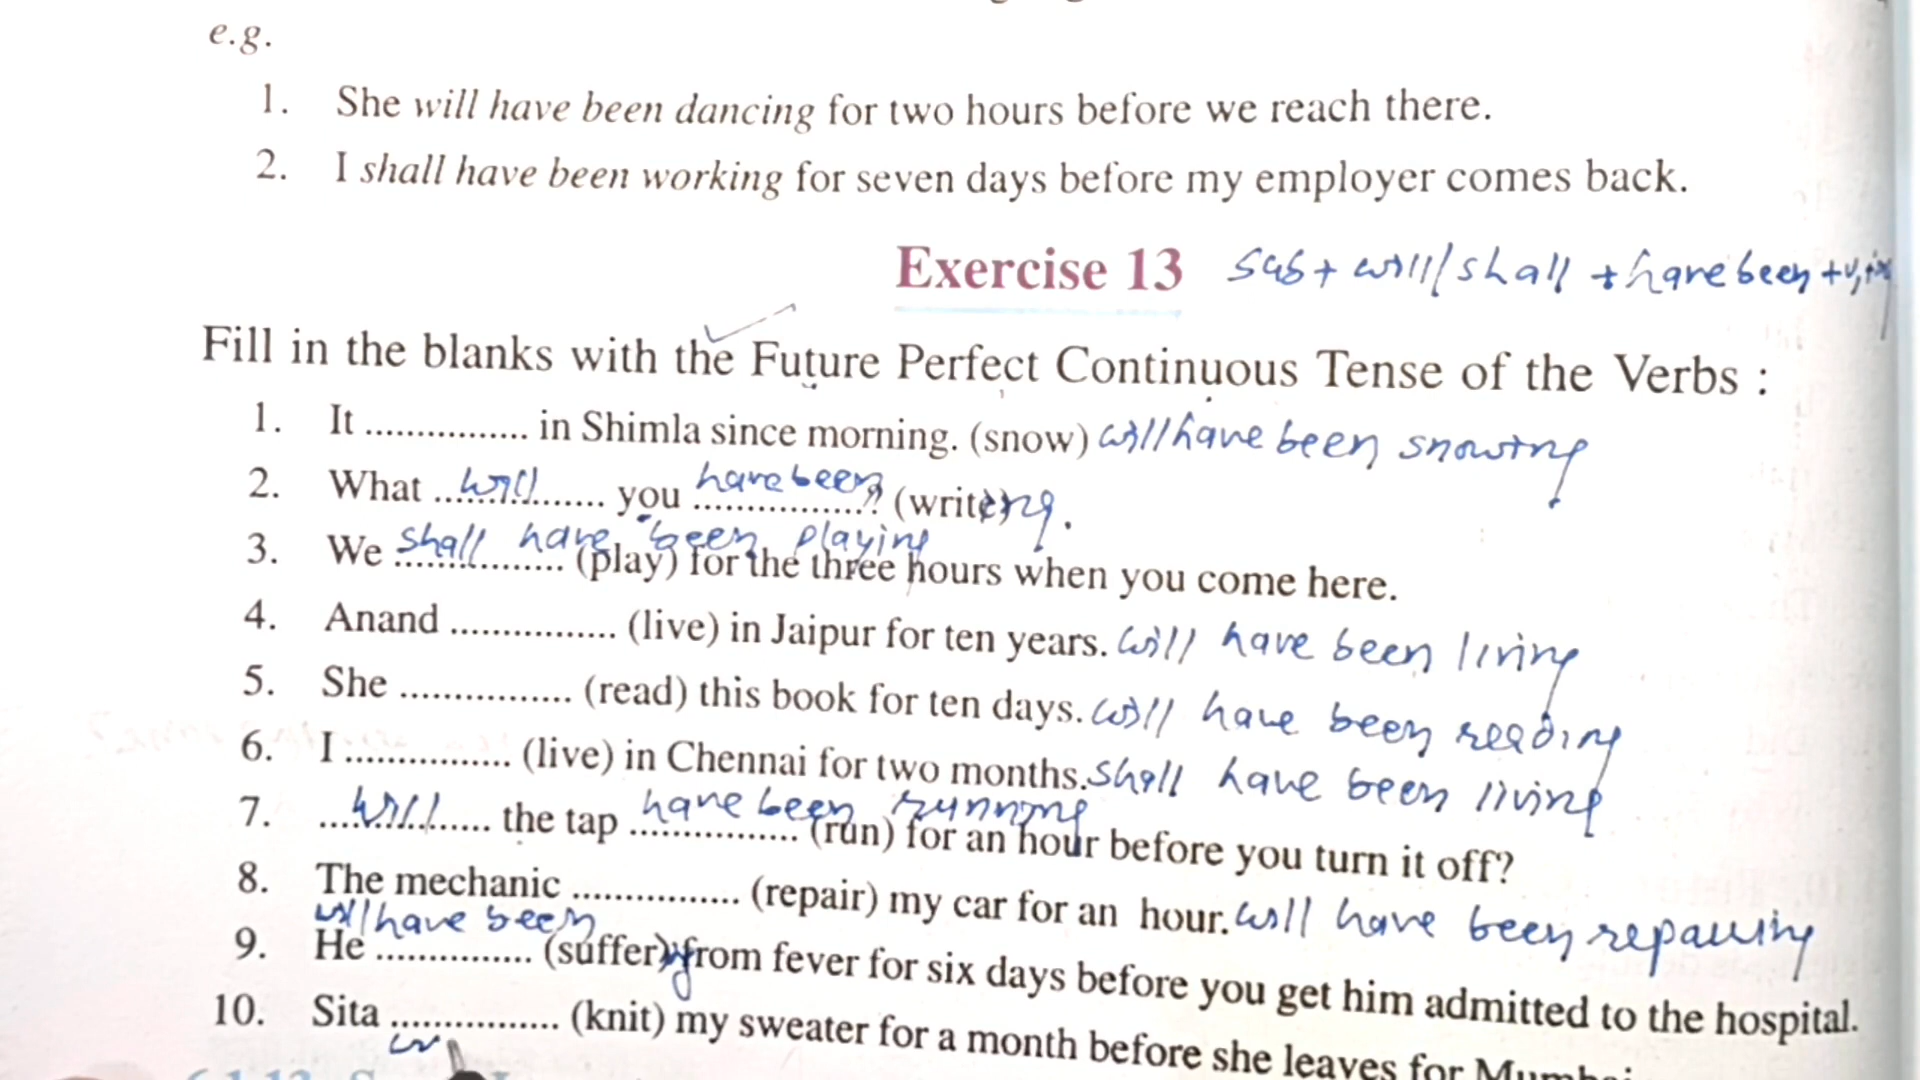 e.g.
1. She will have been dancing for two hours before we reach there.
2. I shall have been working for seven days before my employer comes back.
Exercise 13 Sub + will/shall + have been +
Fill in the blanks with the Future Perfect Continuous Tense of the Verbs :
1. It ................ in Shimla since morning. (snow) will have been snowing
2. What ...will....... you have been ................? (write)ing.
3. We shall have been playing ................. (play) for the three hours when you come here.
4. Anand ................ (live) in Jaipur for ten years. will have been living
5. She ................. (read) this book for ten days. will have been reading
6. I ................ (live) in Chennai for two months. shall have been living
7. ....will...... the tap have been running ................ (run) for an hour before you turn it off?
8. The mechanic ................ (repair) my car for an hour. will have been repairing
will have been
9. He ............... (suffer)ing from fever for six days before you get him admitted to the hospital.
10. Sita ................ (knit) my sweater for a month before she leaves for